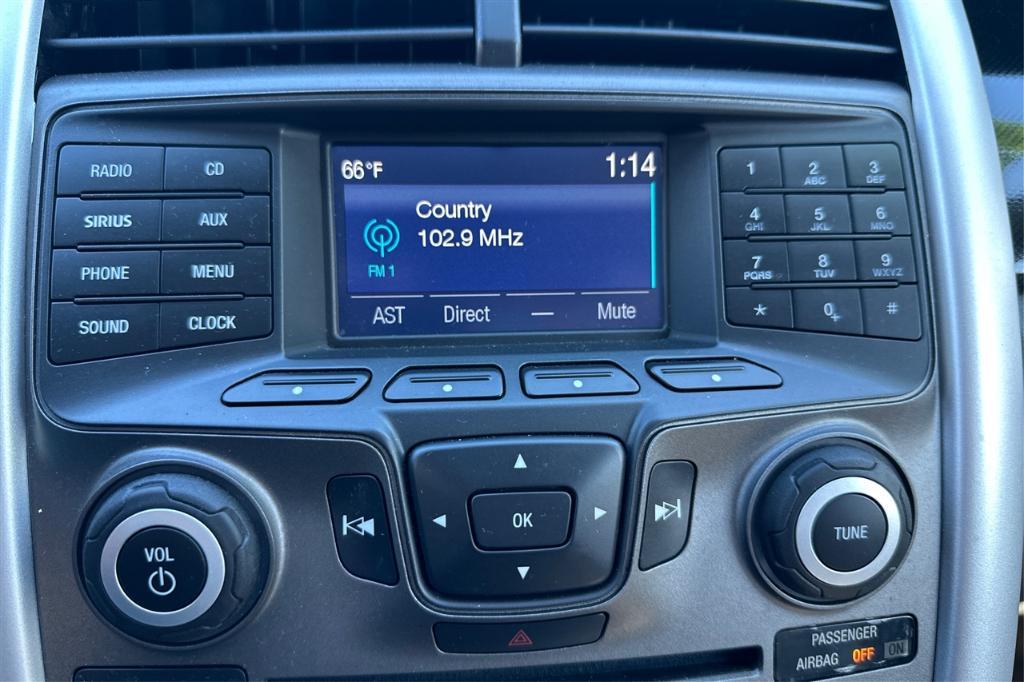 66°F 1:14
Country
102.9 MHz
FM 1
AST Direct — Mute
RADIO CD
SIRIUS AUX
PHONE MENU
SOUND CLOCK
1 2 3
ABC DEF
4 5 6
GHI JKL MNO
7 8 9
PQRS TUV WXYZ
* 0+ #
VOL
OK
TUNE
PASSENGER
AIRBAG OFF ON